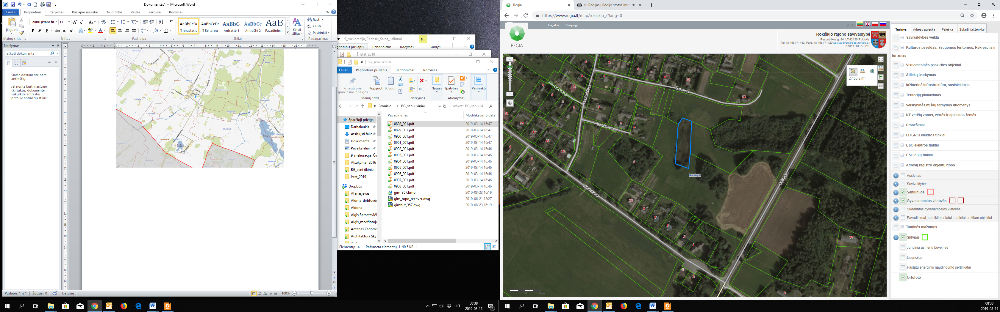 Dokumentas1 - Microsoft Word
Failas
Pagrindinis
Įterpimas
Puslapio maketas
Nuorodos
Paštas
Peržiūra
Rodymas
Įklijuoti
Calibri (Pranešir
11
AaBbCcDc
AaBbCcDc
AaBbCc
AaBbCc
AaB
¶ Įprastasis
¶ Be tarpų
Antraštė 1
Antraštė 2
Pavadinim...
Keisti
stilius
Rasti
Keisti
Pasirinkti
Mainų sritis
Šriftas
Pastraipa
Stiliai
Redagavimas
Naršymas
Ieškoti dokumente
Šiame dokumente nėra
antraščių.
Jei norite kurti naršymo
skirtukus, dokumente
sukurkite antraštes
pritaikę antraščių stilius.
Puslapis: 1 iš 1
Žodžiai: 0
Lietuvių
100%
9_melioracija_Čedasai_Salos_Lailūnai
P...
grindinis puslapis
Bendrinimas
Rodymas
Valdyti
Istat_2018
BG_seni ūkiniai
Failas
Pagrindinis puslapis
Bendrinimas
Rodymas
Prisegti prie
sparčiosios prieigos
Kopijuoti
Įklijuoti
Naujas
Ypatybės
Pasirinkti
Mainų sritis
Tvarkymas
Atidarymas
« Bronislo... › BG_seni ūkiniai
Ieškoti: BG_seni ūki...
Pavadinimas
Modifikavimo data
Sparčioji prieiga
Darbalaukis
Atsisiųsti faila
Dokumentai
Paveikslėliai
9_melioracija_Če
Atsakymai_2016
BG_seni ūkiniai
Istat_2019
Dropbox
Afanasjevas
Aldma_dirbtuvės
Aldona
Algis Bernatavičiu
Algis_medžiotoja
Antanas Zadoroz
Architektūra Sky
0898_001.pdf 2019-03-14 16:47
0899_001.pdf 2019-03-14 16:47
0900_001.pdf 2019-03-14 16:47
0901_001.pdf 2019-03-14 16:47
0902_001.pdf 2019-03-14 16:46
0903_001.pdf 2019-03-14 16:46
0904_001.pdf 2019-03-14 16:46
0905_001.pdf 2019-03-14 16:46
0906_001.pdf 2019-03-14 16:46
0907_001.pdf 2019-03-14 16:46
0908_001.pdf 2019-03-14 16:46
gim_357.bmp 2010-08-23 16:19
gim_topo_recover.dwg 2010-06-21 12:27
gimbut_357.dwg 2010-08-23 16:19
Elementų: 14
Pažymėta elementų: 1 90,5 KB
LIT
08:38
2019-03-15
3
Regia
Radijas | Radijo stotys inte
https://www.regia.lt/map/rokiskio_r?lang=0
REGIA
Pagalba
Prisijungti
v3.13
Rokiškio rajono savivaldybė
Respublikos g. 94, LT-42136 Rokiškis
Tel. (8 458) 71442; Faks. (8 458) 71420 savivaldybe@post.rokiskis.lt
Kodas: 188772248
2,456.3 m²
Žalynų g.
Tvenkinio g.
Mindaugo g.
Kalvių k.
Turinys
Adresų paieška
Paieška
Sutartiniai ženklai
Savivaldybės veikla
Kultūros paveldas, Saugomos teritorijos, Rekreacija ir
turizmas
Visuomeninės paskirties objektai
Atliekų tvarkymas
Inžinerinė infrastruktūra, susisiekimas
Teritorijų planavimas
Valstybinės miškų tarnybos duomenys
NT verčių zonos, vertės ir apleistos žemės
Pranešimai
LITGRID elektros tinklai
ESO elektros tinklai
ESO dujų tinklai
Adresų registro objektų ribos
Apskritys
Savivaldybės
Seniūnijos
Gyvenamosios vietovės
Suderintos gyvenamosios vietovės
Pavadinimai, suteikti pastatui, statiniui ar kitam objektui
Tautinės mažumos
Sklypai
Juridinių asmenų buveinės
Licencijos
Pastatų energinio naudingumo sertifikatai
Ortofoto
08:38
2019-03-15